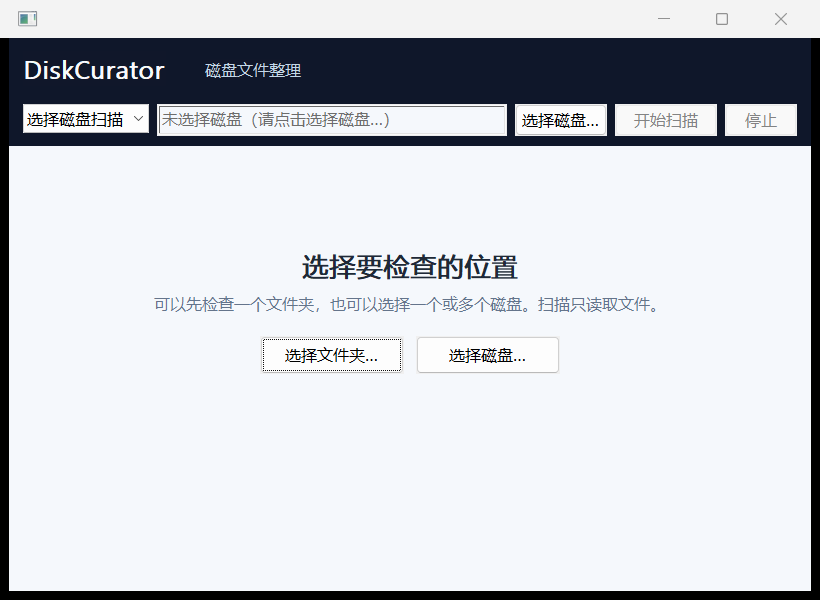 DiskCurator 磁盘文件整理
选择磁盘扫描 未选择磁盘（请点击选择磁盘...） 选择磁盘... 开始扫描 停止
选择要检查的位置
可以先检查一个文件夹，也可以选择一个或多个磁盘。扫描只读取文件。
选择文件夹... 选择磁盘...